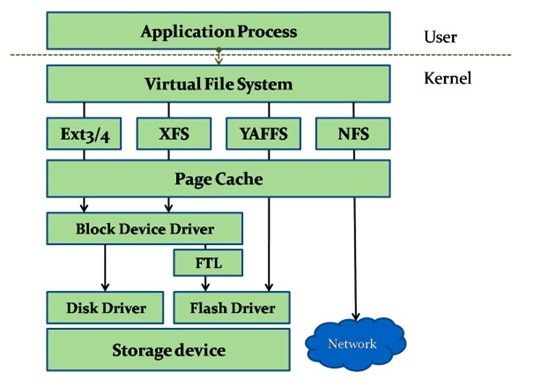 Application Process
User
Kernel
Virtual File System
Ext3/4
XFS
YAFFS
NFS
Page Cache
Block Device Driver
FTL
Disk Driver
Flash Driver
Storage device
Network